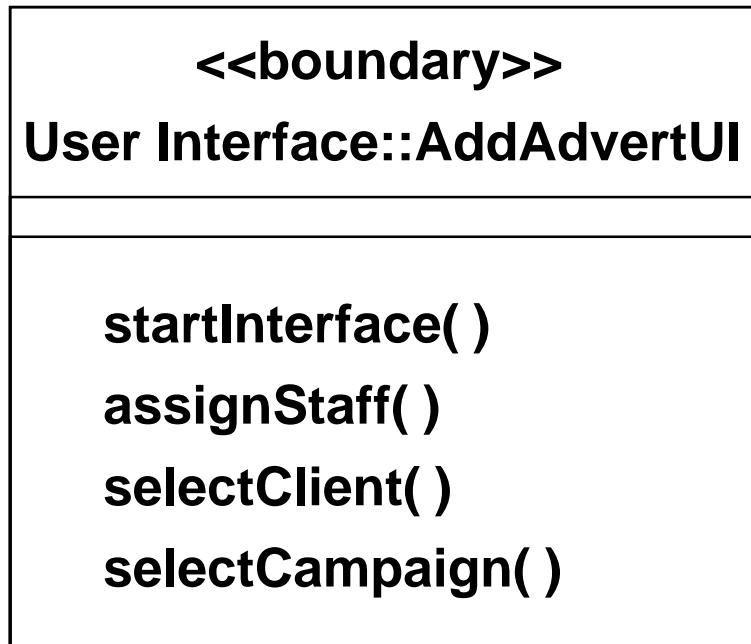 <<boundary>>
User Interface::AddAdvertUI
startInterface( )
assignStaff( )
selectClient( )
selectCampaign( )